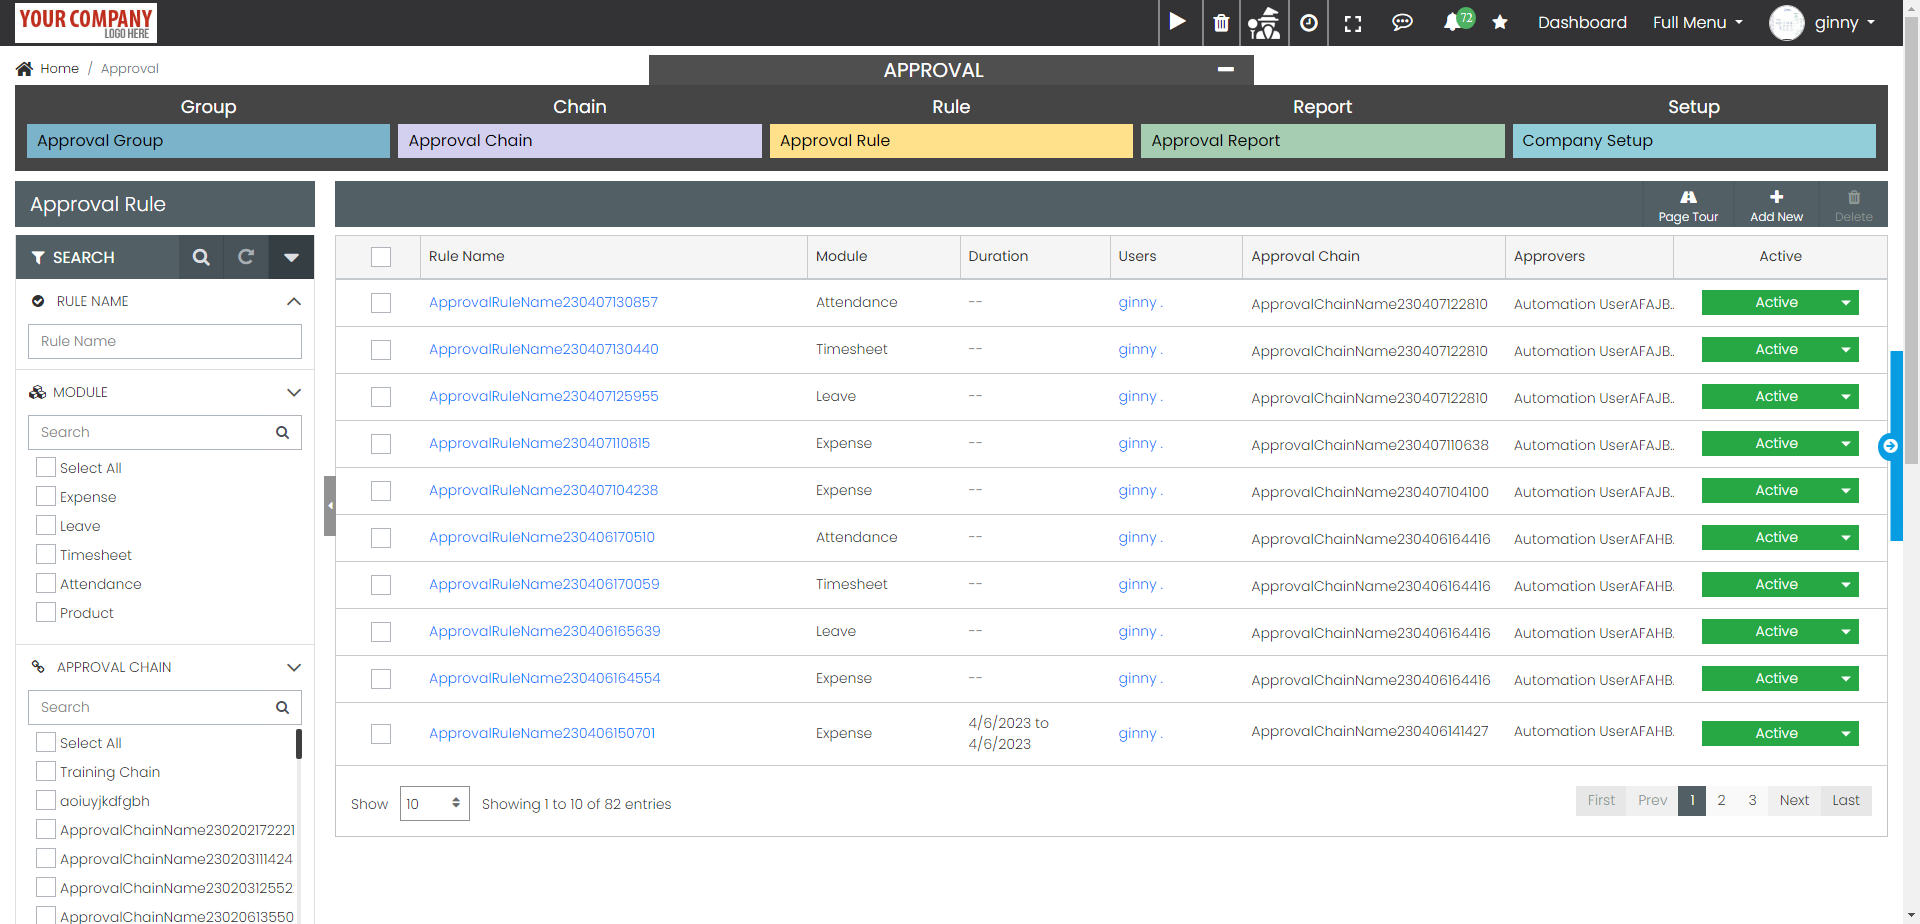 YOUR COMPANY
LOGO HERE
72
Dashboard
Full Menu
ginny
Home / Approval
APPROVAL
Group
Chain
Rule
Report
Setup
Approval Group
Approval Chain
Approval Rule
Approval Report
Company Setup
Approval Rule
Page Tour
Add New
Delete
SEARCH
RULE NAME
Rule Name
MODULE
Search
Select All
Expense
Leave
Timesheet
Attendance
Product
APPROVAL CHAIN
Search
Select All
Training Chain
aoiuyjkdfgbh
ApprovalChainName230202172221
ApprovalChainName230203111424
ApprovalChainName23020312552
ApprovalChainName23020613550
Rule Name Module Duration Users Approval Chain Approvers Active
ApprovalRuleName230407130857 Attendance -- ginny . ApprovalChainName230407122810 Automation UserAFAJB.. Active
ApprovalRuleName230407130440 Timesheet -- ginny . ApprovalChainName230407122810 Automation UserAFAJB.. Active
ApprovalRuleName230407125955 Leave -- ginny . ApprovalChainName230407122810 Automation UserAFAJB.. Active
ApprovalRuleName230407110815 Expense -- ginny . ApprovalChainName230407110638 Automation UserAFAJB.. Active
ApprovalRuleName230407104238 Expense -- ginny . ApprovalChainName230407104100 Automation UserAFAJB.. Active
ApprovalRuleName230406170510 Attendance -- ginny . ApprovalChainName230406164416 Automation UserAFAHB. Active
ApprovalRuleName230406170059 Timesheet -- ginny . ApprovalChainName230406164416 Automation UserAFAHB. Active
ApprovalRuleName230406165639 Leave -- ginny . ApprovalChainName230406164416 Automation UserAFAHB. Active
ApprovalRuleName230406164554 Expense -- ginny . ApprovalChainName230406164416 Automation UserAFAHB. Active
ApprovalRuleName230406150701 Expense 4/6/2023 to 4/6/2023 ginny . ApprovalChainName230406141427 Automation UserAFAHB. Active
Show 10 Showing 1 to 10 of 82 entries
First Prev 1 2 3 Next Last